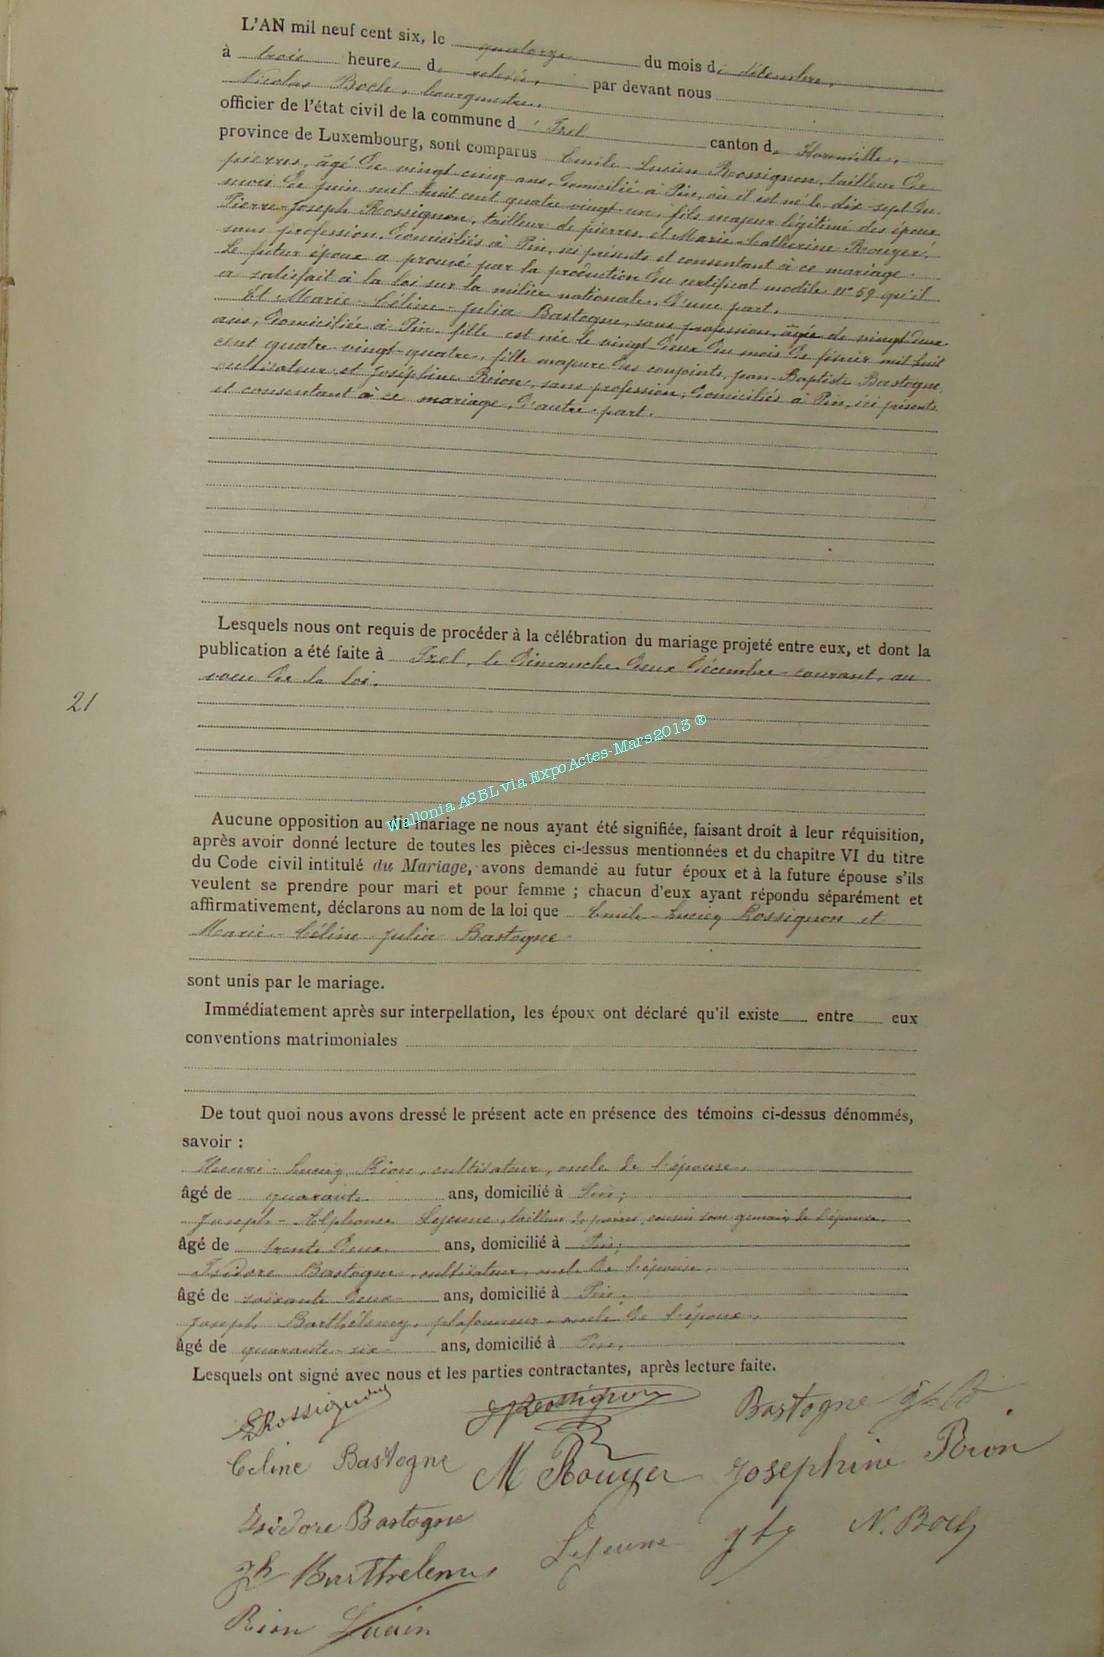 L'AN mil neuf cent six, le quatorze du mois de décembre,
à trois heures de relevée, par devant nous
Nicolas Boch, bourgmestre,
officier de l'état civil de la commune d'Izel canton de Florenville,
province de Luxembourg, sont comparus Emile Lucien Rossignon, tailleur de
pierres, âgé de vingt-cinq ans, domicilié à Pin, où il est né le dix-sept du
mois de juin mil huit cent quatre vingt-un, fils majeur légitimé des époux
Pierre-Joseph Rossignon, tailleur de pierres, et Marie-Catherine Rouyer,
sans profession, domiciliés à Pin, ici présents et consentant à ce mariage.
Le futur époux a prouvé par la production du certificat modèle n° 59 qu'il
a satisfait à la loi sur la milice nationale, d'une part.
Et Marie-Céline-Julia Bastogne, sans profession, âgée de vingt-deux
ans, domiciliée à Pin, elle est née le vingt-deux du mois de février mil huit
cent quatre-vingt-quatre, fille majeure des conjoints Jean-Baptiste Bastogne,
cultivateur et Joséphine Rion, sans profession, domiciliés à Pin, ici présents
et consentant à ce mariage, d'autre part.
Lesquels nous ont requis de procéder à la célébration du mariage projeté entre eux, et dont la
publication a été faite à Izel, le dimanche deux décembre courant, au
voeu de la loi.
21
Wallonia ASBL via Expo Actes-Mars2013 ®
Aucune opposition au dit mariage ne nous ayant été signifiée, faisant droit à leur réquisition,
après avoir donné lecture de toutes les pièces ci-dessus mentionnées et du chapitre VI du titre
du Code civil intitulé du Mariage, avons demandé au futur époux et à la future épouse s'ils
veulent se prendre pour mari et pour femme ; chacun d'eux ayant répondu séparément et
affirmativement, déclarons au nom de la loi que Emile-Lucien Rossignon et
Marie-Céline Julia Bastogne
sont unis par le mariage.
Immédiatement après sur interpellation, les époux ont déclaré qu'il existe entre eux
conventions matrimoniales
De tout quoi nous avons dressé le présent acte en présence des témoins ci-dessus dénommés,
savoir :
Henri-Lucien Rion, cultivateur, oncle de l'épouse,
âgé de quarante ans, domicilié à Pin;
Joseph-Alphonse Lejeune, tailleur de pierres, cousin sous germain de l'épouse,
âgé de trente deux ans, domicilié à Pin;
Isidore Bastogne, cultivateur, oncle de l'épouse,
âgé de soixante deux ans, domicilié à Pin,
Joseph Barthélemy, plafonneur, oncle de l'époux,
âgé de quarante-six ans, domicilié à Pin,
Lesquels ont signé avec nous et les parties contractantes, après lecture faite.
E Rossignon JRossignon Bastogne
Céline Bastogne M Rouyer Josephine Rion
Isidore Bastogne Lejeune N. Boch
Jh Barthelemy
Rion Lucien